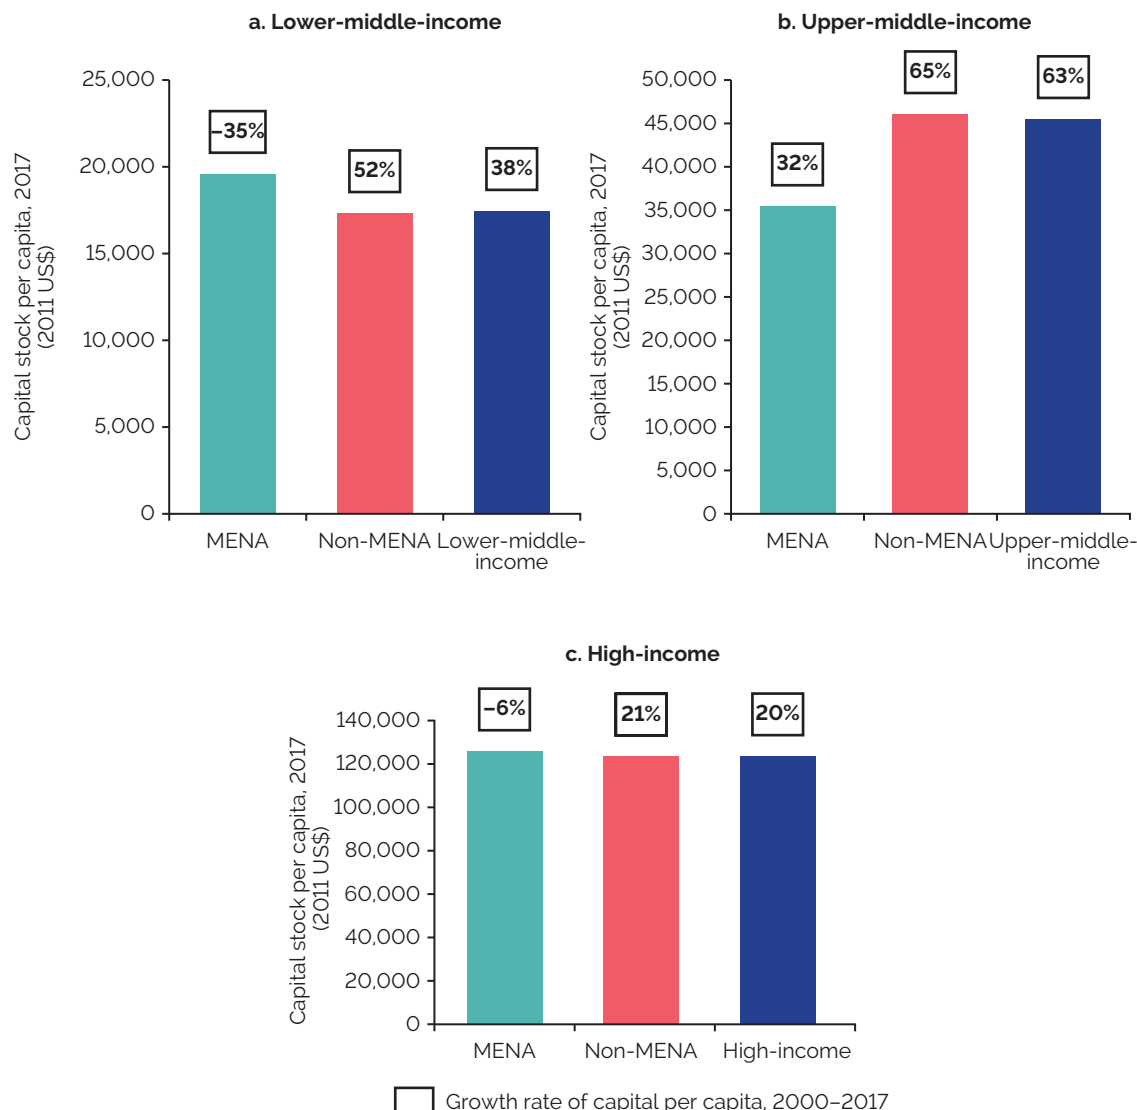 a. Lower-middle-income
Capital stock per capita, 2017
(2011 US$)
25,000
20,000
15,000
10,000
5,000
0
–35%
52%
38%
MENA
Non-MENA
Lower-middle-
income
b. Upper-middle-income
Capital stock per capita, 2017
(2011 US$)
50,000
45,000
40,000
35,000
30,000
25,000
20,000
15,000
10,000
5,000
0
32%
65%
63%
MENA
Non-MENA
Upper-middle-
income
c. High-income
Capital stock per capita, 2017
(2011 US$)
140,000
120,000
100,000
80,000
60,000
40,000
20,000
0
–6%
21%
20%
MENA
Non-MENA
High-income
Growth rate of capital per capita, 2000–2017